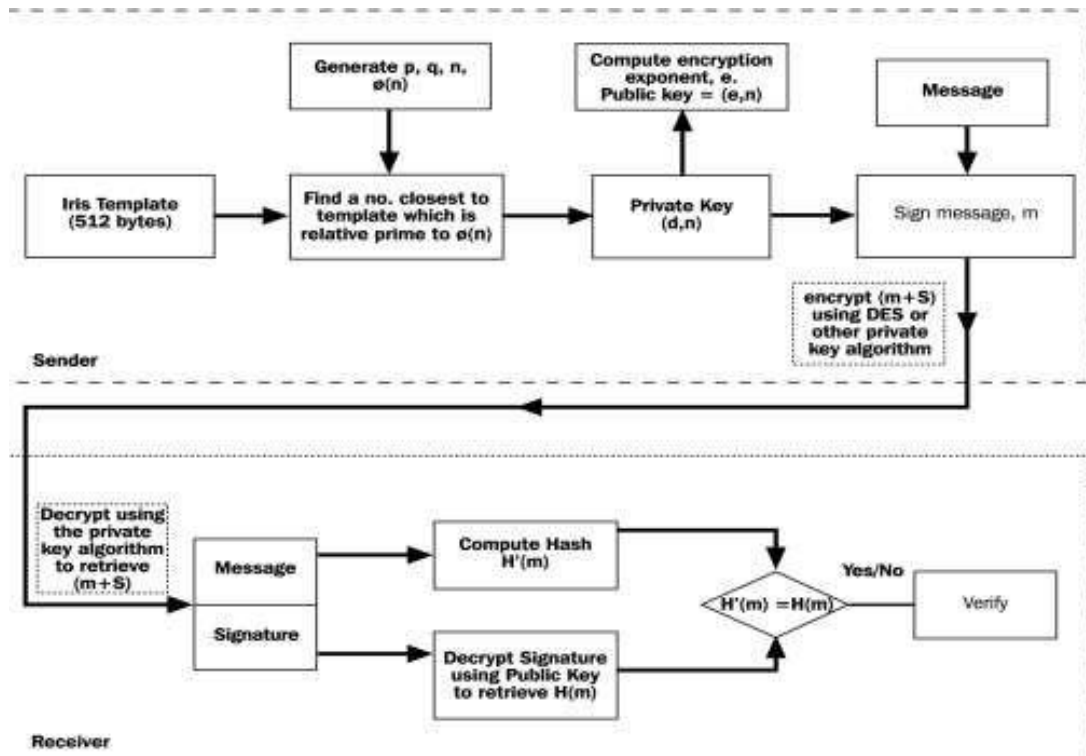 Generate p, q, n,
ø(n)
Compute encryption
exponent, e.
Public key = (e,n)
Message
Iris Template
(512 bytes)
Find a no. closest to
template which is
relative prime to ø(n)
Private Key
(d,n)
Sign message, m
encrypt (m+S)
using DES or
other private
key algorithm
Sender
Decrypt using
the private
key algorithm
to retrieve
(m+S)
Message
Signature
Compute Hash
H'(m)
Decrypt Signature
using Public Key
to retrieve H(m)
H'(m) =H(m)
Yes/No
Verify
Receiver